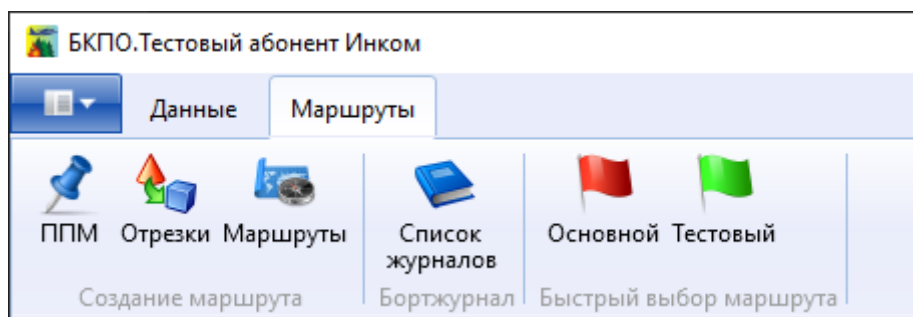 БКПО.Тестовый абонент Инком
Данные Маршруты
ППМ Отрезки Маршруты Список журналов Основной Тестовый
Создание маршрута Бортжурнал Быстрый выбор маршрута